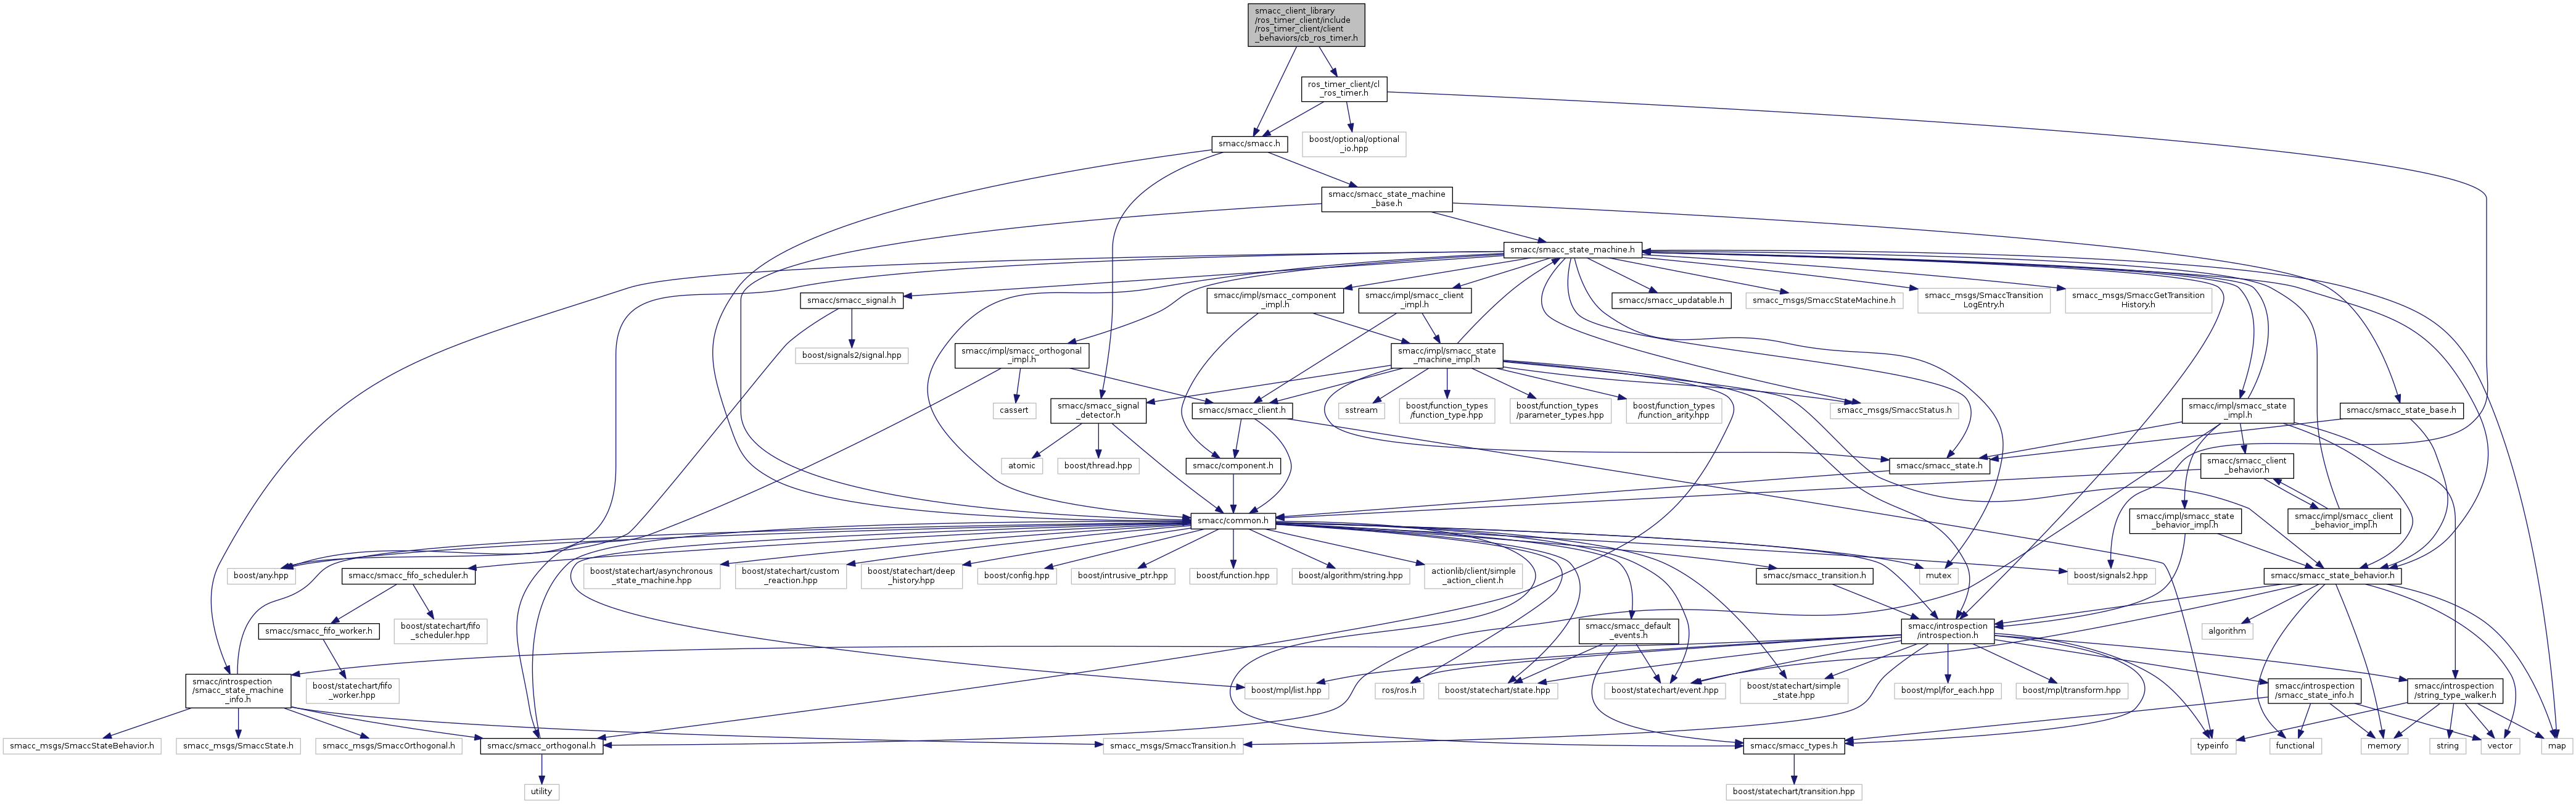 smacc_client_library
/ros_timer_client/include
/ros_timer_client/client
_behaviors/cb_ros_timer.h
ros_timer_client/cl
_ros_timer.h
smacc/smacc.h
boost/optional/optional
_io.hpp
smacc/smacc_state_machine
_base.h
smacc/smacc_state_machine.h
smacc/smacc_signal.h
smacc/impl/smacc_component
_impl.h
smacc/impl/smacc_client
_impl.h
smacc/smacc_updatable.h
smacc_msgs/SmaccStateMachine.h
smacc_msgs/SmaccTransition
LogEntry.h
smacc_msgs/SmaccGetTransition
History.h
boost/signals2/signal.hpp
smacc/impl/smacc_orthogonal
_impl.h
smacc/impl/smacc_state
_machine_impl.h
cassert
smacc/smacc_signal
_detector.h
smacc/smacc_client.h
sstream
boost/function_types
/function_type.hpp
boost/function_types
/parameter_types.hpp
boost/function_types
/function_arity.hpp
smacc_msgs/SmaccStatus.h
smacc/impl/smacc_state
_impl.h
smacc/smacc_state_base.h
atomic
boost/thread.hpp
smacc/component.h
smacc/smacc_state.h
smacc/smacc_client
_behavior.h
smacc/common.h
smacc/impl/smacc_state
_behavior_impl.h
smacc/impl/smacc_client
_behavior_impl.h
boost/any.hpp
smacc/smacc_fifo_scheduler.h
boost/statechart/asynchronous
_state_machine.hpp
boost/statechart/custom
_reaction.hpp
boost/statechart/deep
_history.hpp
boost/config.hpp
boost/intrusive_ptr.hpp
boost/function.hpp
boost/algorithm/string.hpp
actionlib/client/simple
_action_client.h
smacc/smacc_transition.h
mutex
boost/signals2.hpp
smacc/smacc_state_behavior.h
smacc/smacc_fifo_worker.h
boost/statechart/fifo
_scheduler.hpp
smacc/smacc_default
_events.h
smacc/introspection
/introspection.h
algorithm
smacc/introspection
/smacc_state_machine
_info.h
boost/statechart/fifo
_worker.hpp
boost/mpl/list.hpp
ros/ros.h
boost/statechart/state.hpp
boost/statechart/event.hpp
boost/statechart/simple
_state.hpp
boost/mpl/for_each.hpp
boost/mpl/transform.hpp
smacc/introspection
/smacc_state_info.h
smacc/introspection
/string_type_walker.h
smacc_msgs/SmaccStateBehavior.h
smacc_msgs/SmaccState.h
smacc_msgs/SmaccOrthogonal.h
smacc/smacc_orthogonal.h
smacc_msgs/SmaccTransition.h
smacc/smacc_types.h
typeinfo
functional
memory
string
vector
map
utility
boost/statechart/transition.hpp